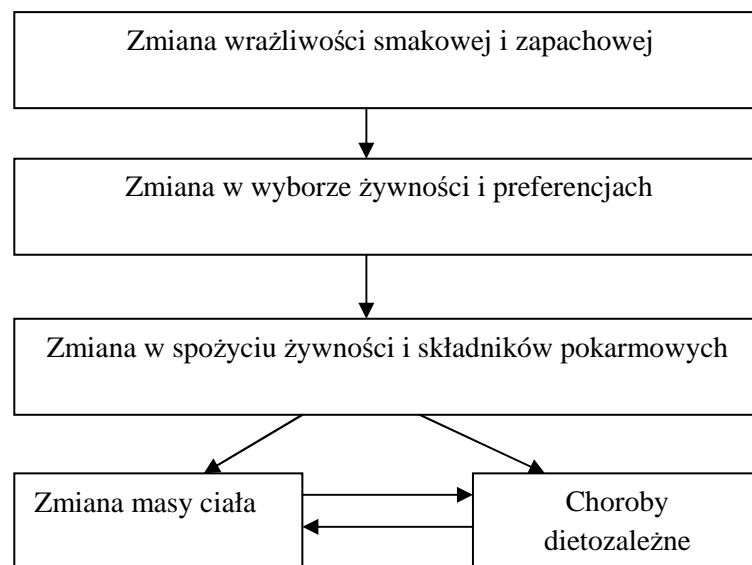 Zmiana wrażliwości smakowej i zapachowej
Zmiana w wyborze żywności i preferencjach
Zmiana w spożyciu żywności i składników pokarmowych
Zmiana masy ciała
Choroby
dietozależne